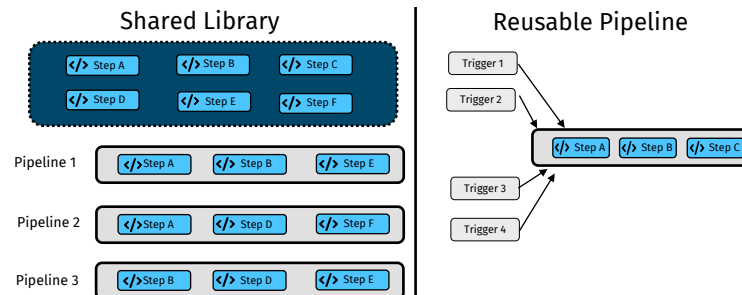 Shared Library
</> Step A </> Step B </> Step C
</> Step D </> Step E </> Step F
Pipeline 1 </> Step A </> Step B </> Step E
Pipeline 2 </> Step A </> Step D </> Step F
Pipeline 3 </> Step B </> Step D </> Step E
Reusable Pipeline
Trigger 1
Trigger 2
</> Step A </> Step B </> Step C
Trigger 3
Trigger 4